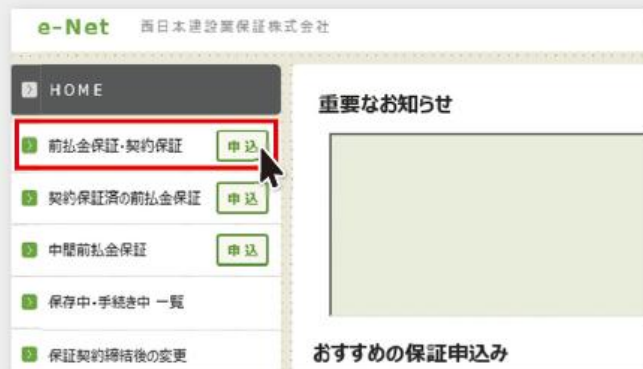 e-Net 西日本建設業保証株式会社
HOME
前払金保証・契約保証 申込
契約保証済の前払金保証 申込
中間前払金保証 申込
保存中・手続き中 一覧
保証契約締結後の変更
重要なお知らせ
おすすめの保証申込み